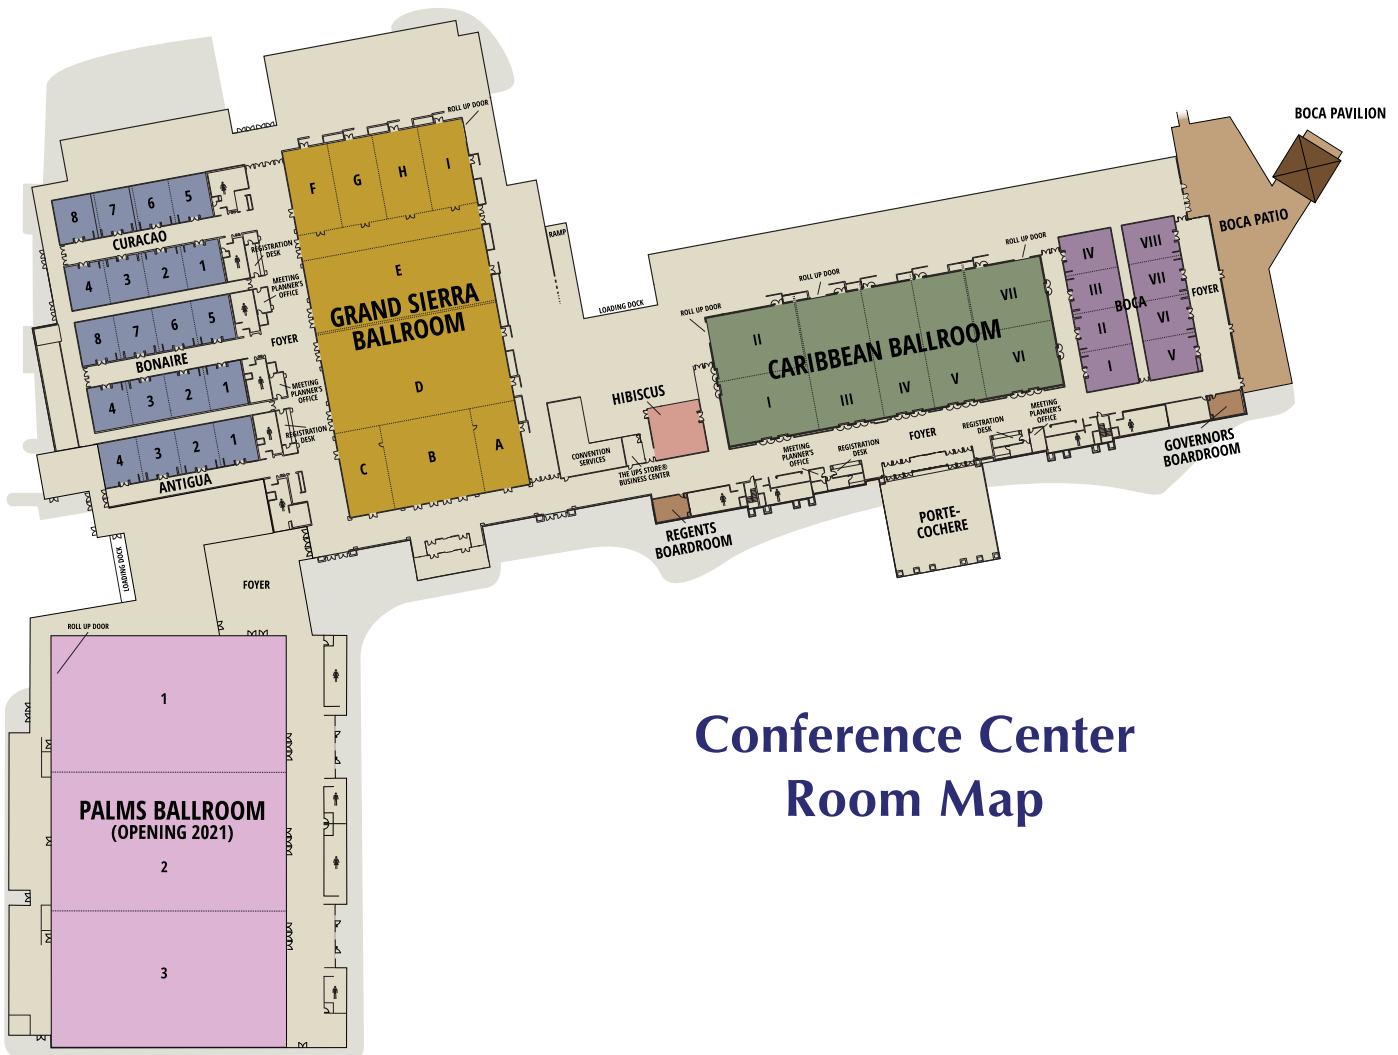 BOCA PAVILION
BOCA PATIO
ROLL UP DOOR
F
G
H
I
E
GRAND SIERRA
BALLROOM
D
A
B
C
8
7
6
5
CURACAO
4
3
2
1
REGISTRATION
DESK
MEETING
PLANNER'S
OFFICE
8
7
6
5
BONAIRE
FOYER
4
3
2
1
MEETING
PLANNER'S
OFFICE
REGISTRATION
DESK
4
3
2
1
ANTIGUA
RAMP
LOADING DOCK
ROLL UP DOOR
ROLL UP DOOR
ROLL UP DOOR
II
VII
CARIBBEAN BALLROOM
I
III
IV
V
VI
IV
VIII
III
VII
BOCA
II
VI
I
V
FOYER
HIBISCUS
CONVENTION
SERVICES
THE UPS STORE®
BUSINESS CENTER
MEETING
PLANNER'S
OFFICE
REGISTRATION
DESK
FOYER
REGISTRATION
DESK
MEETING
PLANNER'S
OFFICE
GOVERNORS
BOARDROOM
REGENTS
BOARDROOM
PORTE-
COCHERE
LOADING DOCK
FOYER
ROLL UP DOOR
1
PALMS BALLROOM
(OPENING 2021)
2
3
Conference Center
Room Map